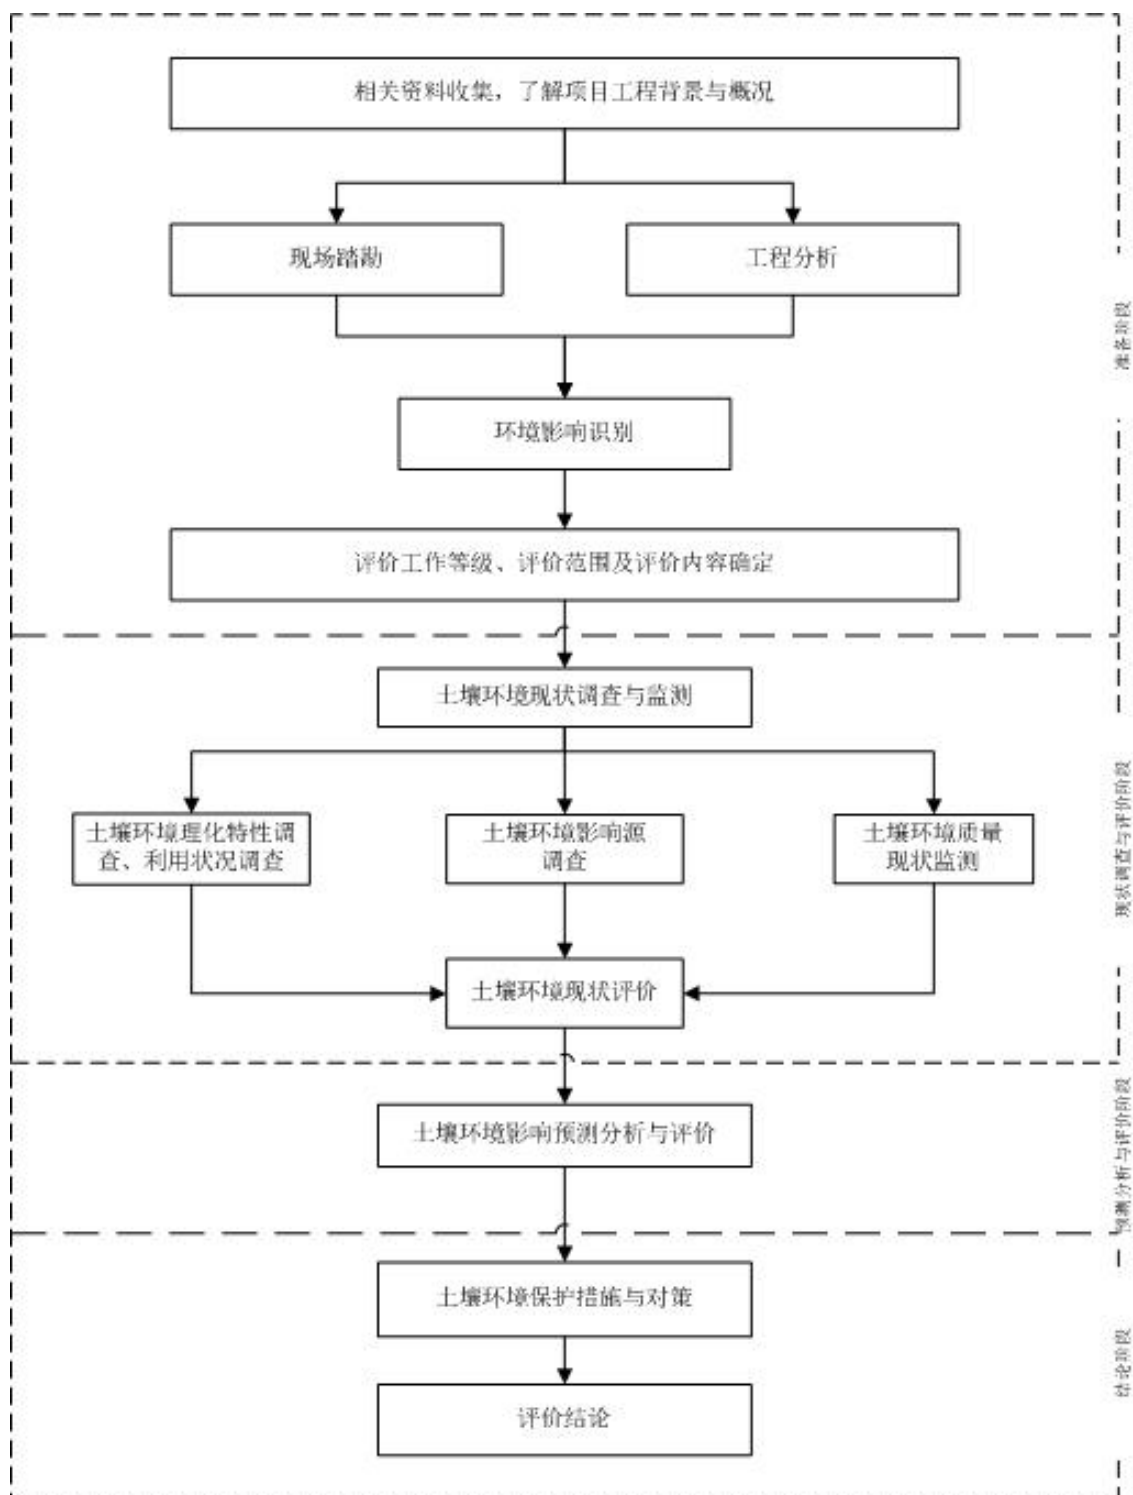 相关资料收集，了解项目工程背景与概况
现场踏勘
工程分析
准备阶段
环境影响识别
评价工作等级、评价范围及评价内容确定
土壤环境现状调查与监测
土壤环境理化特性调
查、利用状况调查
土壤环境影响源
调查
土壤环境质量
现状监测
现状调查与评价阶段
土壤环境现状评价
土壤环境影响预测分析与评价
预测分析与评价阶段
土壤环境保护措施与对策
结论阶段
评价结论